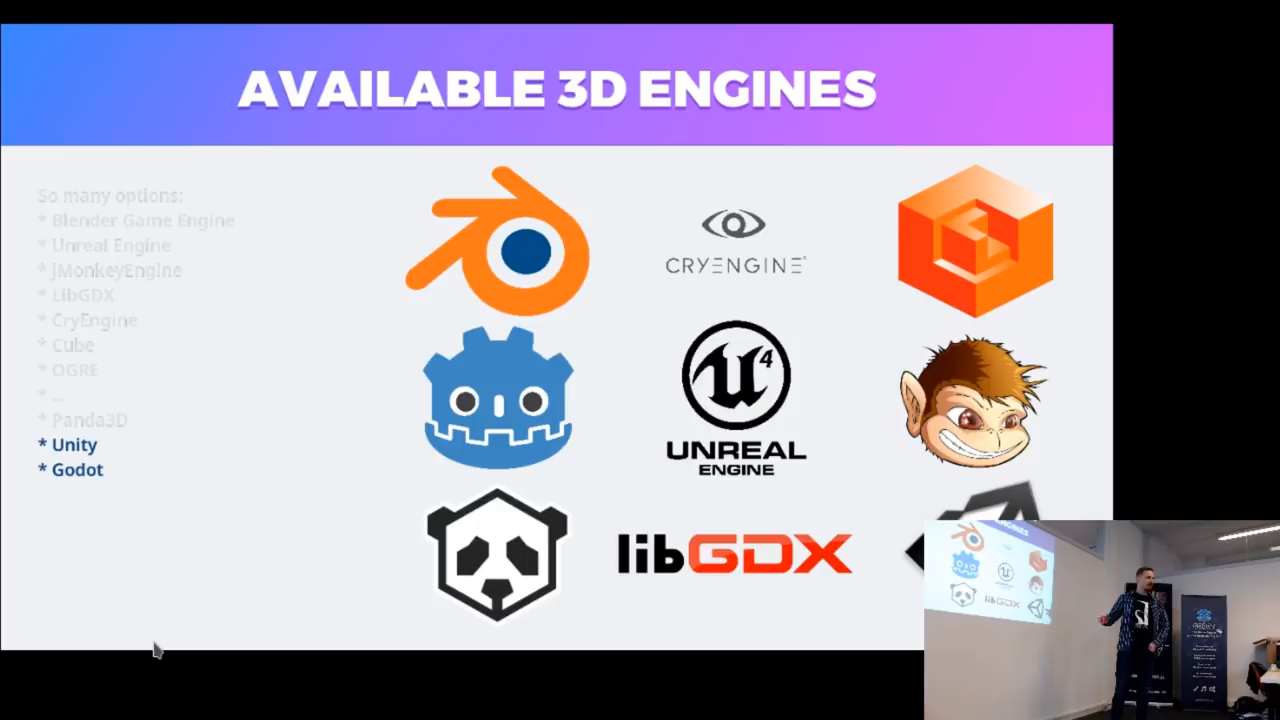 AVAILABLE 3D ENGINES
So many options:
* Blender Game Engine
* Unreal Engine
* jMonkeyEngine
* LibGDX
* CryEngine
* Cube
* OGRE
* ...
* Panda3D
* Unity
* Godot
CRYENGINE®
4
UNREAL
ENGINE
libGDX